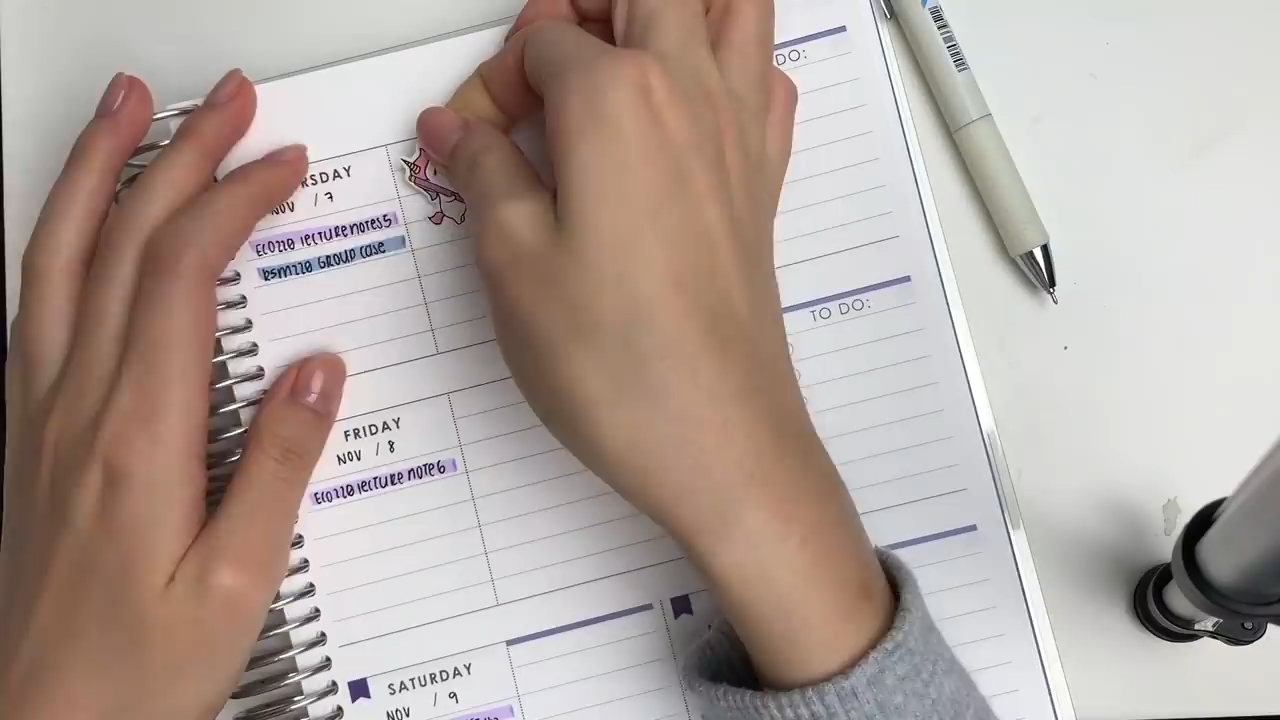 DO:
RSDAY
NOV / 7
ECO220 lECTURE NOTES 5
RSM220 GROUP CASE
TO DO:
FRIDAY
NOV / 8
ECO220 lECTURE NOTE 6
SATURDAY
NOV / 9